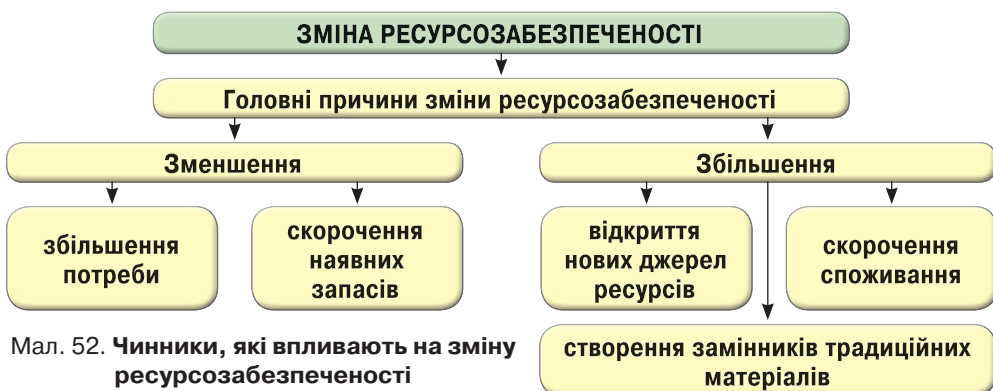 ЗМІНА РЕСУРСОЗАБЕЗПЕЧЕНОСТІ
Головні причини зміни ресурсозабезпеченості
Зменшення
Збільшення
збільшення
потреби
скорочення
наявних
запасів
відкриття
нових джерел
ресурсів
скорочення
споживання
створення замінників традиційних
матеріалів
Мал. 52. Чинники, які впливають на зміну
ресурсозабезпеченості